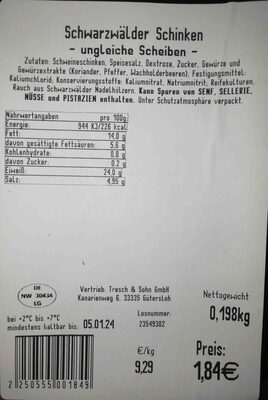 Schwarzwälder Schinken
- ungleiche Scheiben -
Zutaten: Schweineschinken, Speisesalz, Dextrose, Zucker, Gewürze und
Gewürzextrakte (Koriander, Pfeffer, Wachholderbeeren), Festigungsmittel:
Kaliumchlorid; Konservierungsstoffe: Kaliumnitrat, Natriumnitrit; Reifekulturen,
Rauch aus Schwarzwälder Nadelhölzern. Kann Spuren von SENF, SELLERIE,
NÜSSE und PISTAZIEN enthalten. Unter Schutzatmosphäre verpackt.
Nährwertangaben pro 100g
Energie: 944 KJ/226 kcal
Fett: 14,0 g
davon gesättigte Fettsäuren: 5,6 g
Kohlenhydrate: 0,8 g
davon Zucker: 0,2 g
Eiweiß: 24,0 g
Salz: 4,95 g
DE
NW 30434
EG
Vertrieb: Tresch & Sohn GmbH
Kanarienweg 6, 33335 Gütersloh
Nettogewicht
0,198kg
bei +2°C bis +7°C
mindestens haltbar bis: 05.01.24
Losnummer:
23549302
€/kg
9,29
Preis:
1,84€
2 250555 001849